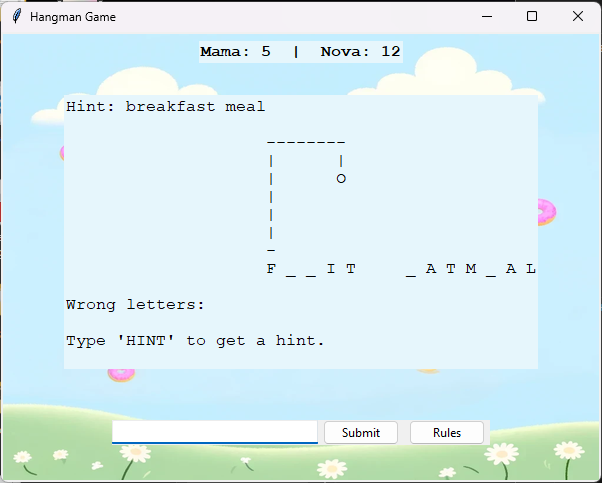 Hangman Game
Mama: 5 | Nova: 12
Hint: breakfast meal
--------
| |
| O
|
|
|
-
F _ _ I T _ A T M _ A L
Wrong letters:
Type 'HINT' to get a hint.
Submit Rules